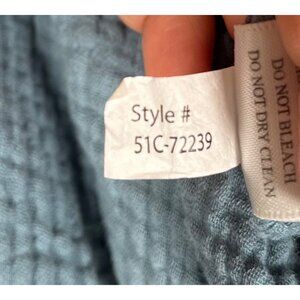 Style #
51C-72239
DO NOT BLEACH
DO NOT DRY CLEAN